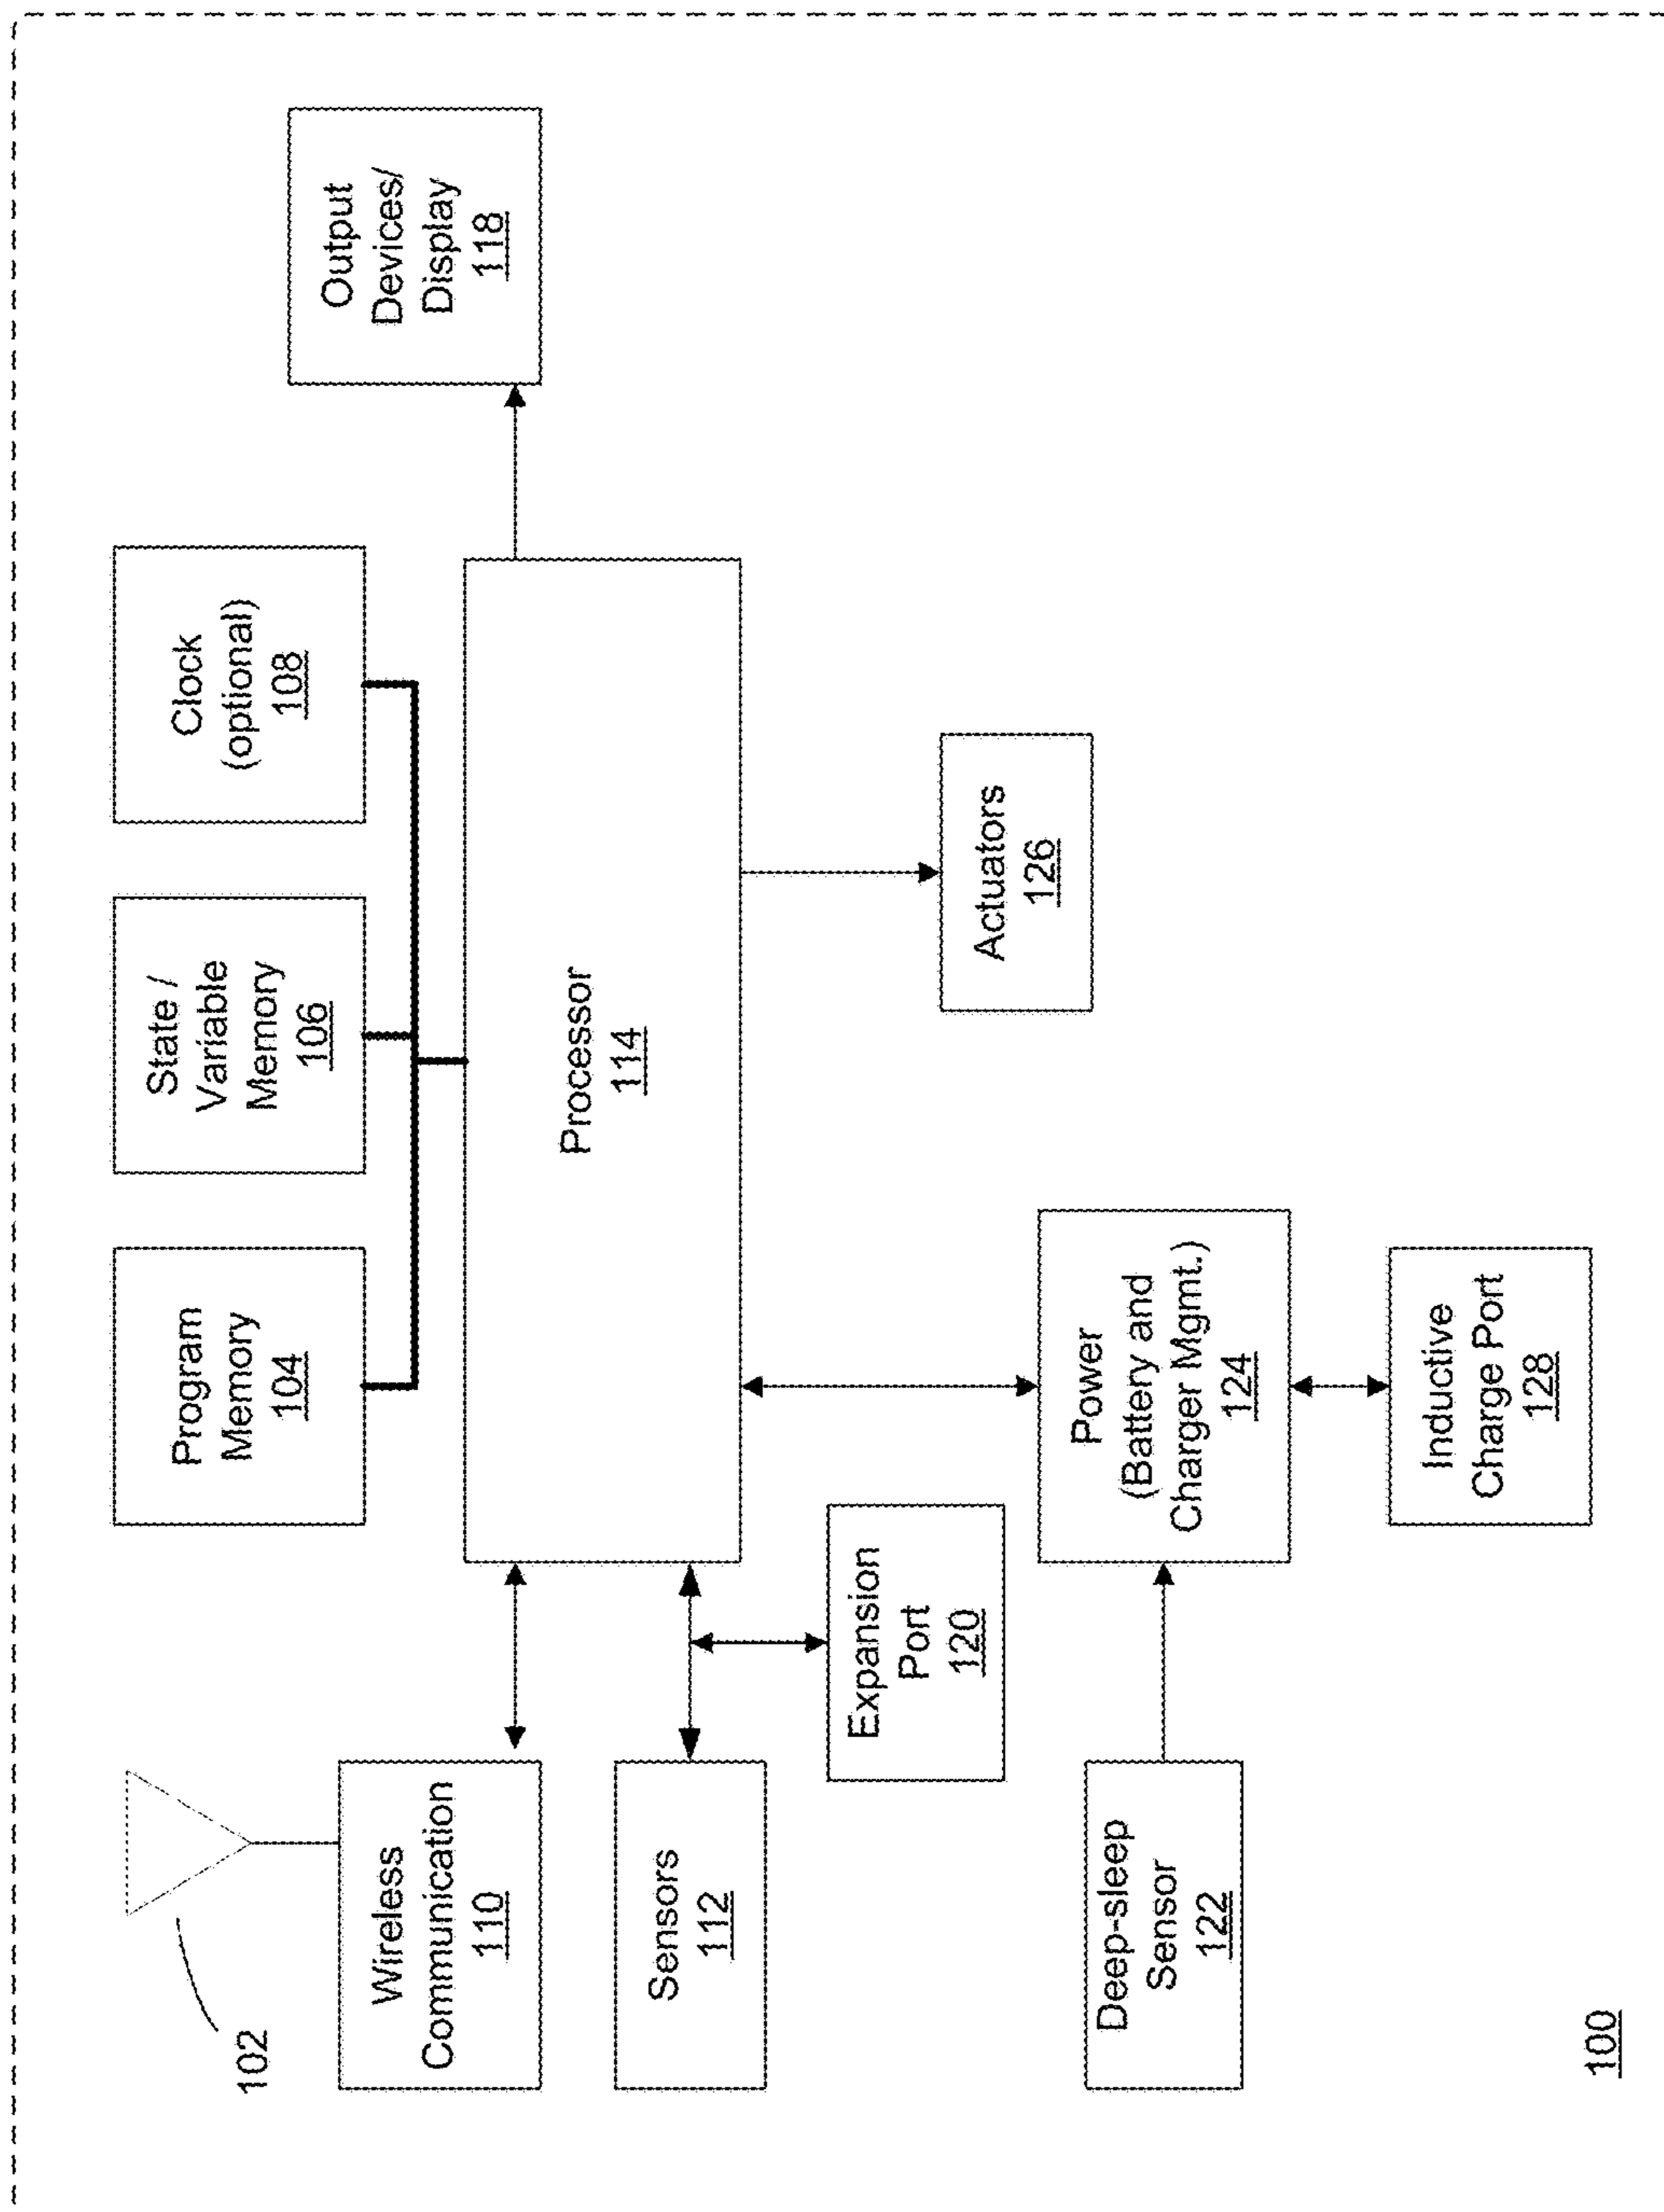 102
Program
Memory
104
State /
Variable
Memory
106
Clock
(optional)
108
Wireless
Communication
110
Output
Devices/
Display
118
Processor
114
Sensors
112
Expansion
Port
120
Actuators
126
Deep-sleep
Sensor
122
Power
(Battery and
Charger Mgmt.)
124
Inductive
Charge Port
128
100